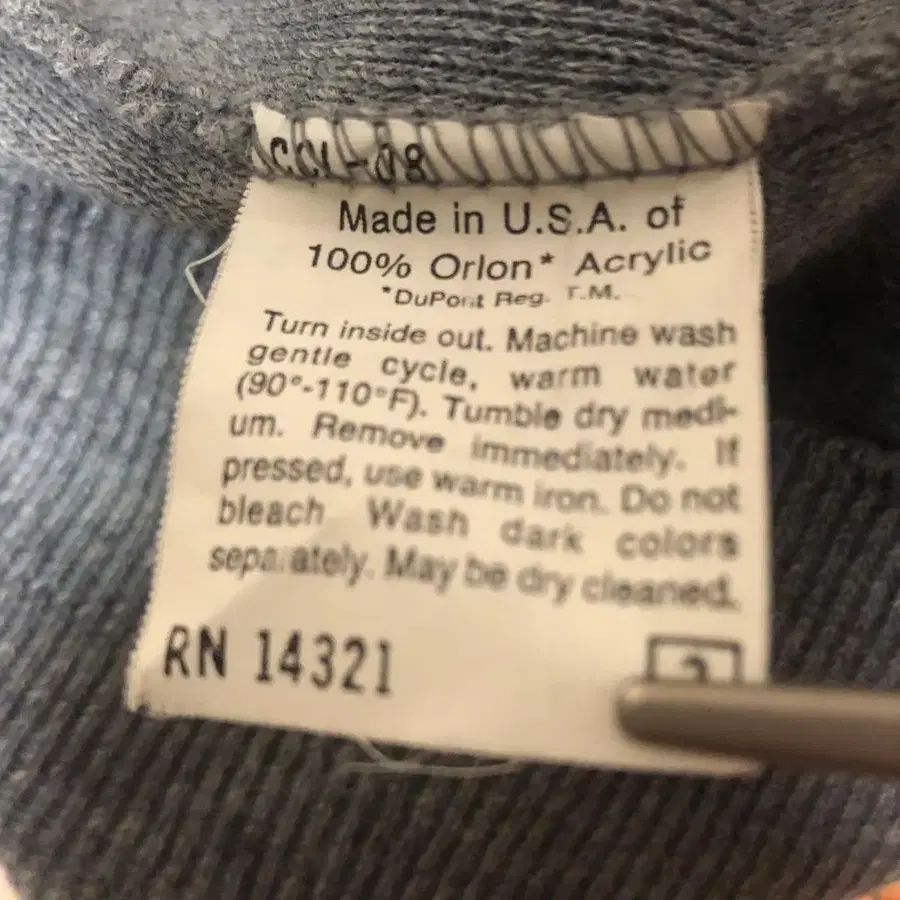 CCL-08
Made in U.S.A. of
100% Orlon* Acrylic
*DuPont Reg. T.M.
Turn inside out. Machine wash
gentle cycle, warm water
(90°-110°F). Tumble dry medi-
um. Remove immediately. If
pressed, use warm iron. Do not
bleach Wash dark colors
separately. May be dry cleaned.
RN 14321